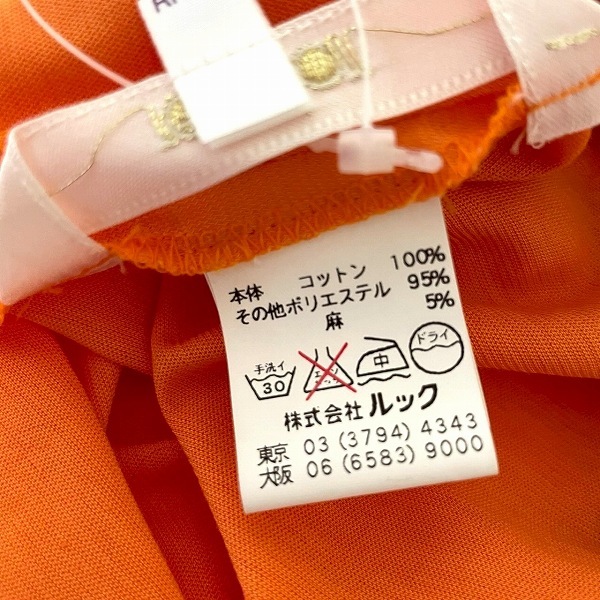 本体 コットン 100%
その他ポリエステル 95%
麻 5%
手洗イ
30
中
ドライ
株式会社 ルック
東京 03 (3794) 4343
大阪 06 (6583) 9000